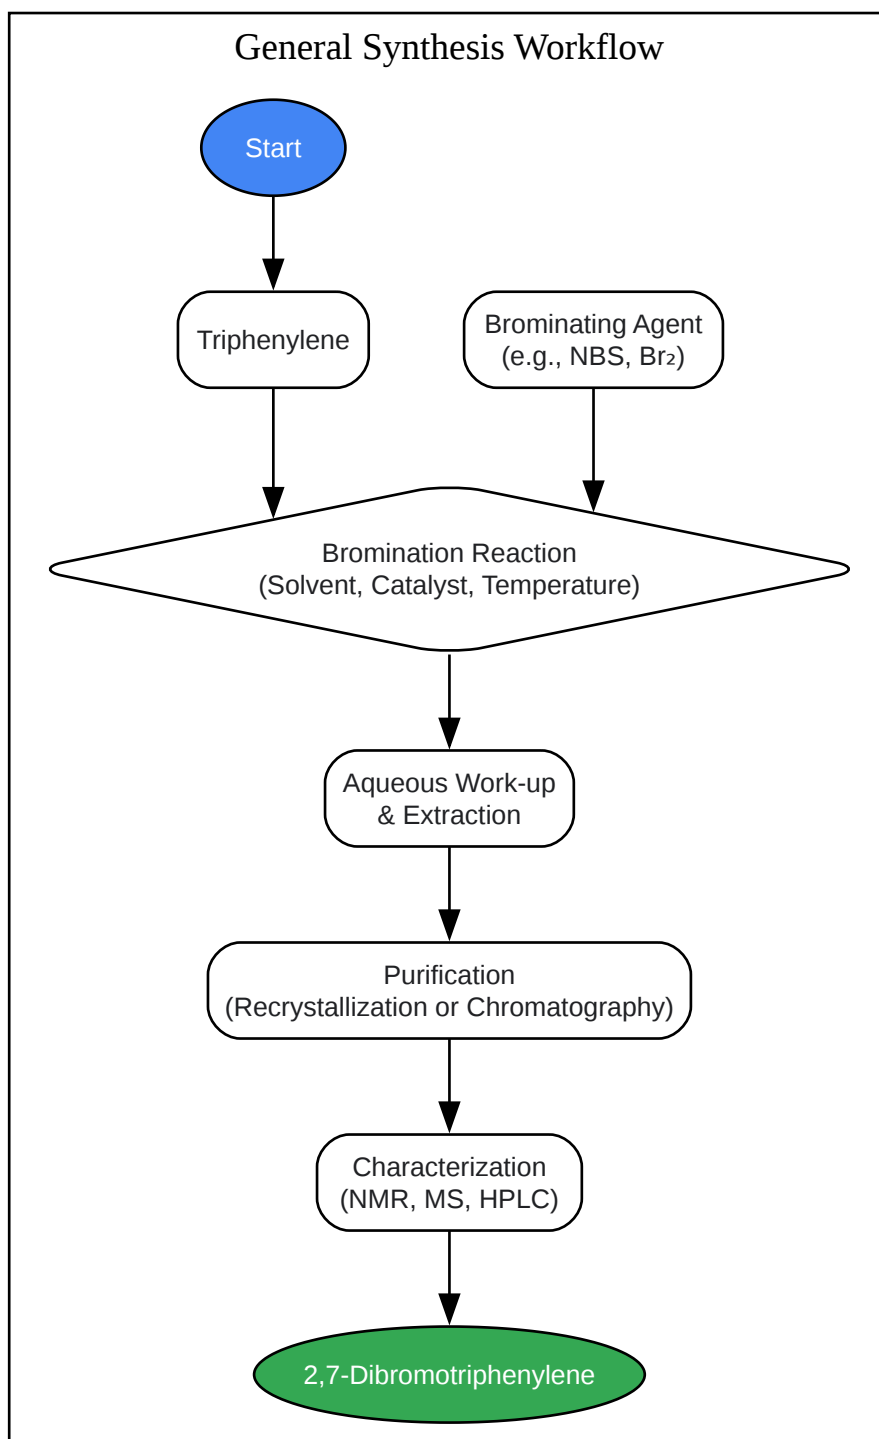 General Synthesis Workflow
Start
Triphenylene
Brominating Agent
(e.g., NBS, Br₂)
Bromination Reaction
(Solvent, Catalyst, Temperature)
Aqueous Work-up
& Extraction
Purification
(Recrystallization or Chromatography)
Characterization
(NMR, MS, HPLC)
2,7-Dibromotriphenylene